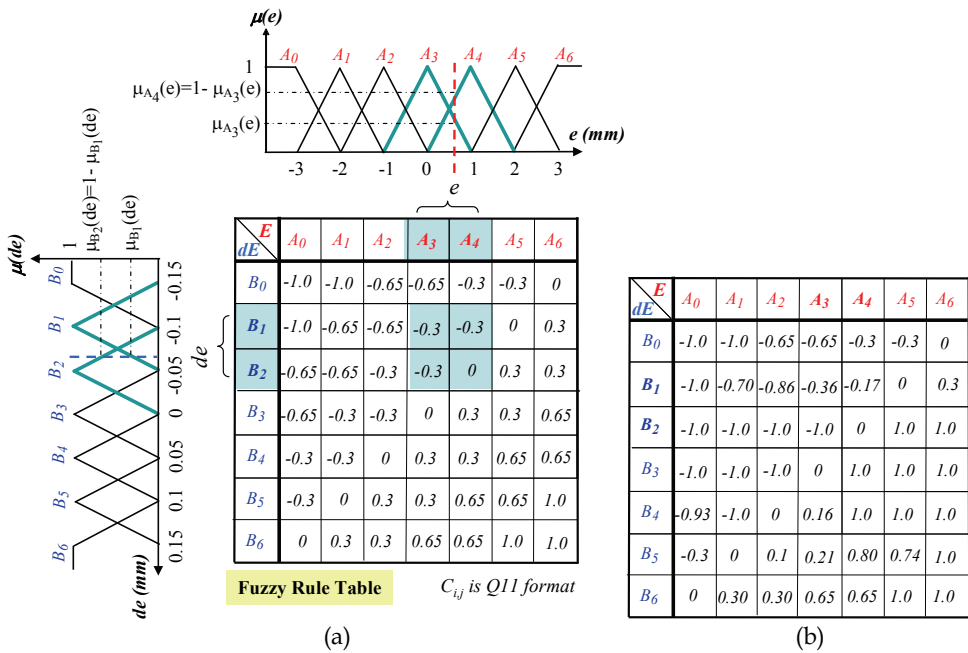 μ(e)
A0 A1 A2 A3 A4 A5 A6
1
μA4(e)=1- μA3(e)
μA3(e)
e (mm)
-3 -2 -1 0 1 2 3
e
μB2(de)=1- μB1(de)
μB1(de)
1
μ(de)
B0 B1 B2 B3 B4 B5 B6
-0.15 -0.1 -0.05 0 0.05 0.1 0.15
de (mm)
de
E dE A0 A1 A2 A3 A4 A5 A6
B0 -1.0 -1.0 -0.65 -0.65 -0.3 -0.3 0
B1 -1.0 -0.65 -0.65 -0.3 -0.3 0 0.3
B2 -0.65 -0.65 -0.3 -0.3 0 0.3 0.3
B3 -0.65 -0.3 -0.3 0 0.3 0.3 0.65
B4 -0.3 -0.3 0 0.3 0.3 0.65 0.65
B5 -0.3 0 0.3 0.3 0.65 0.65 1.0
B6 0 0.3 0.3 0.65 0.65 1.0 1.0
Fuzzy Rule Table
Ci,j is Q11 format
(a)
E dE A0 A1 A2 A3 A4 A5 A6
B0 -1.0 -1.0 -0.65 -0.65 -0.3 -0.3 0
B1 -1.0 -0.70 -0.86 -0.36 -0.17 0 0.3
B2 -1.0 -1.0 -1.0 -1.0 0 1.0 1.0
B3 -1.0 -1.0 -1.0 0 1.0 1.0 1.0
B4 -0.93 -1.0 0 0.16 1.0 1.0 1.0
B5 -0.3 0 0.1 0.21 0.80 0.74 1.0
B6 0 0.30 0.30 0.65 0.65 1.0 1.0
(b)